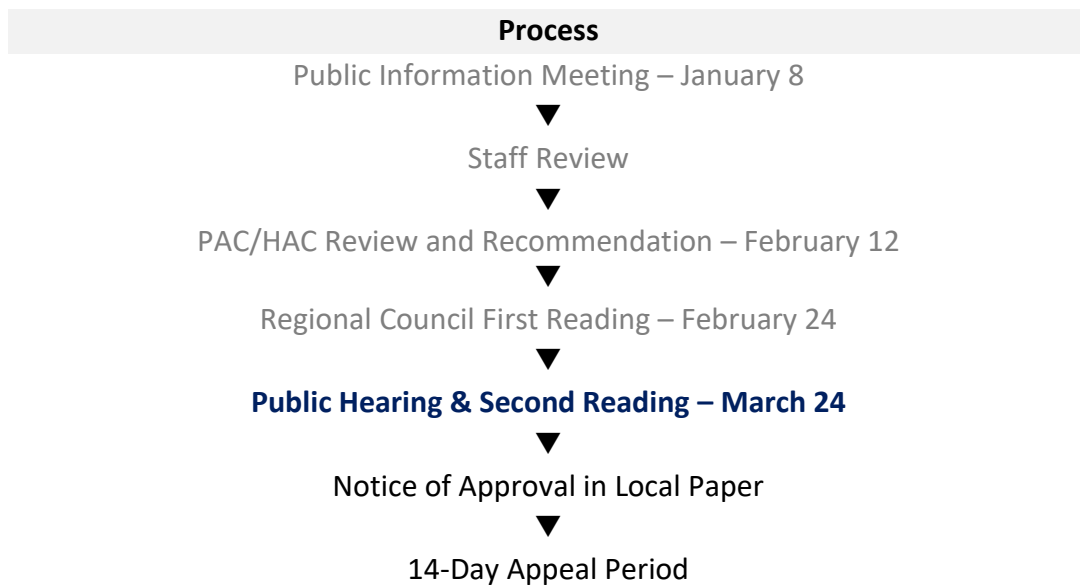 Process
Public Information Meeting – January 8
Staff Review
PAC/HAC Review and Recommendation – February 12
Regional Council First Reading – February 24
Public Hearing & Second Reading – March 24
Notice of Approval in Local Paper
14-Day Appeal Period